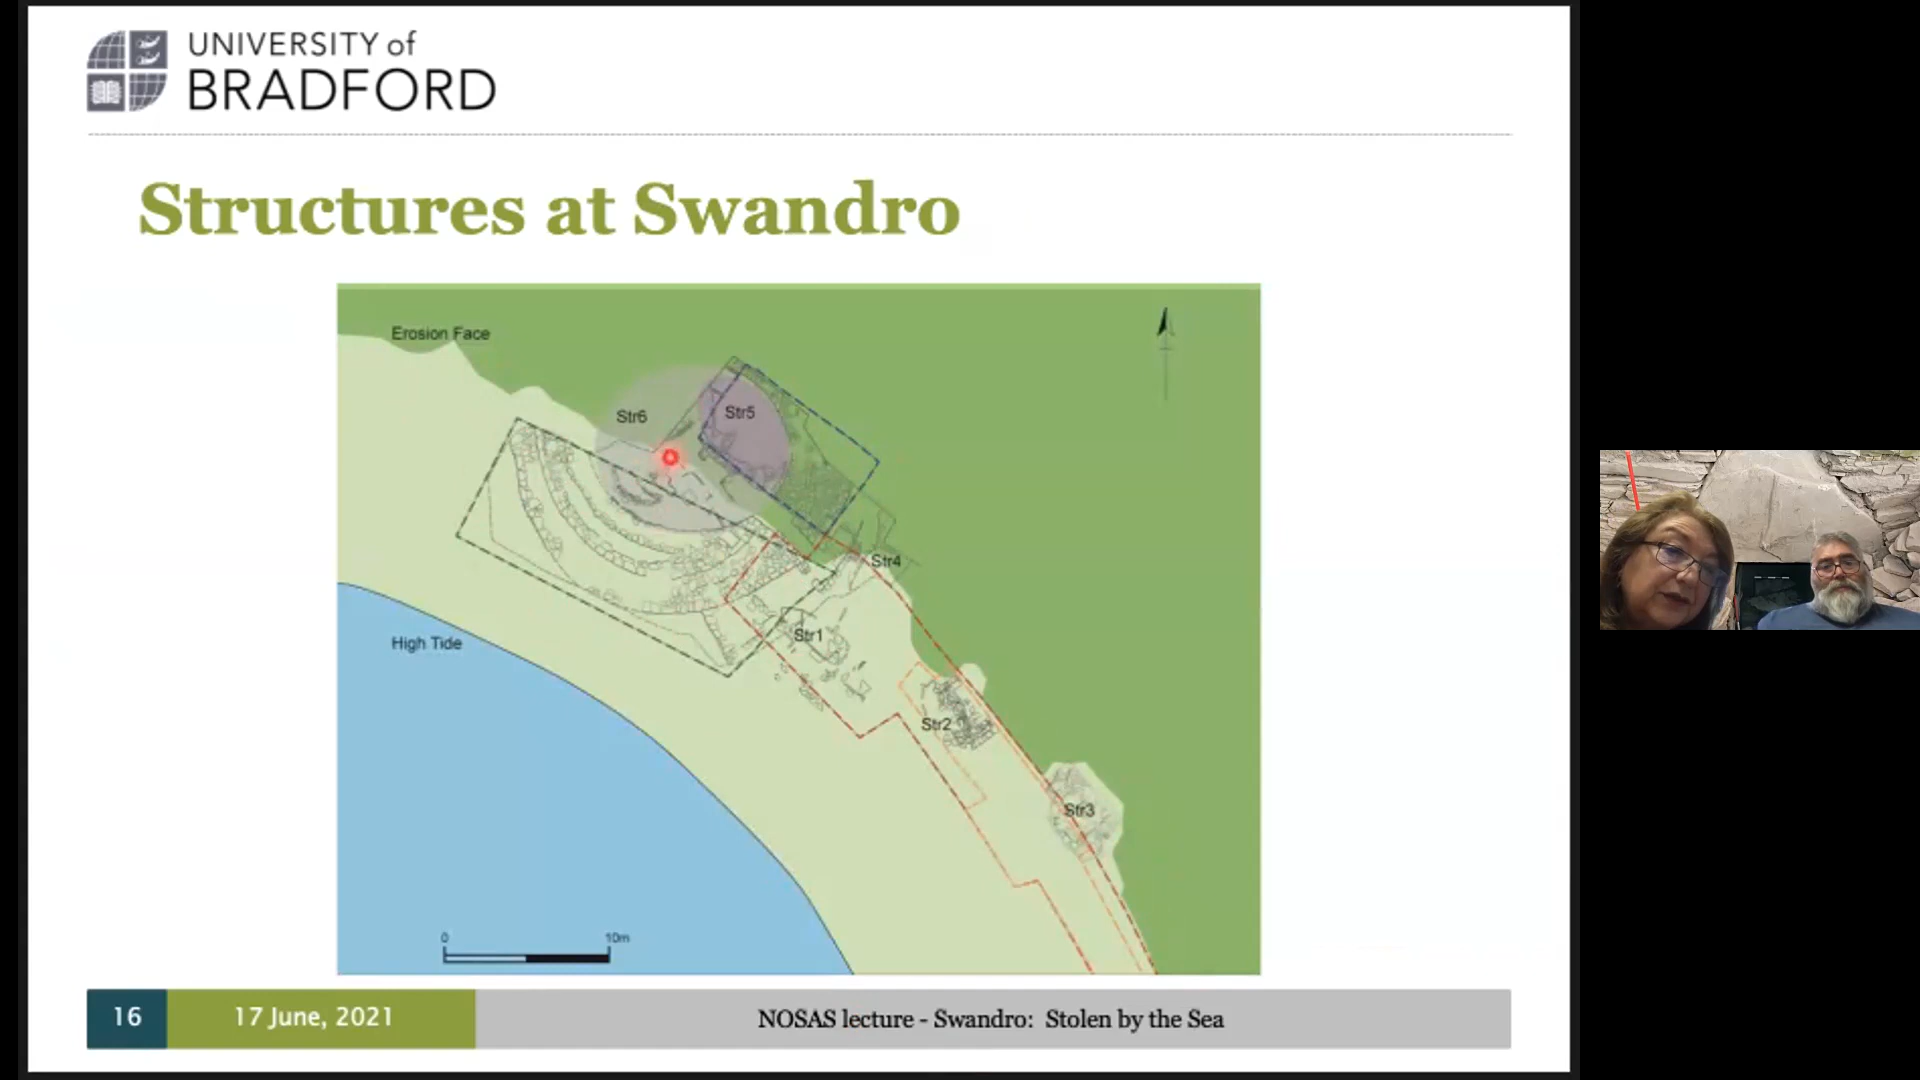 UNIVERSITY of
BRADFORD
Structures at Swandro
Erosion Face
Str6
Str5
Str4
Str1
High Tide
Str2
Str3
0 10m
16 17 June, 2021 NOSAS lecture - Swandro: Stolen by the Sea